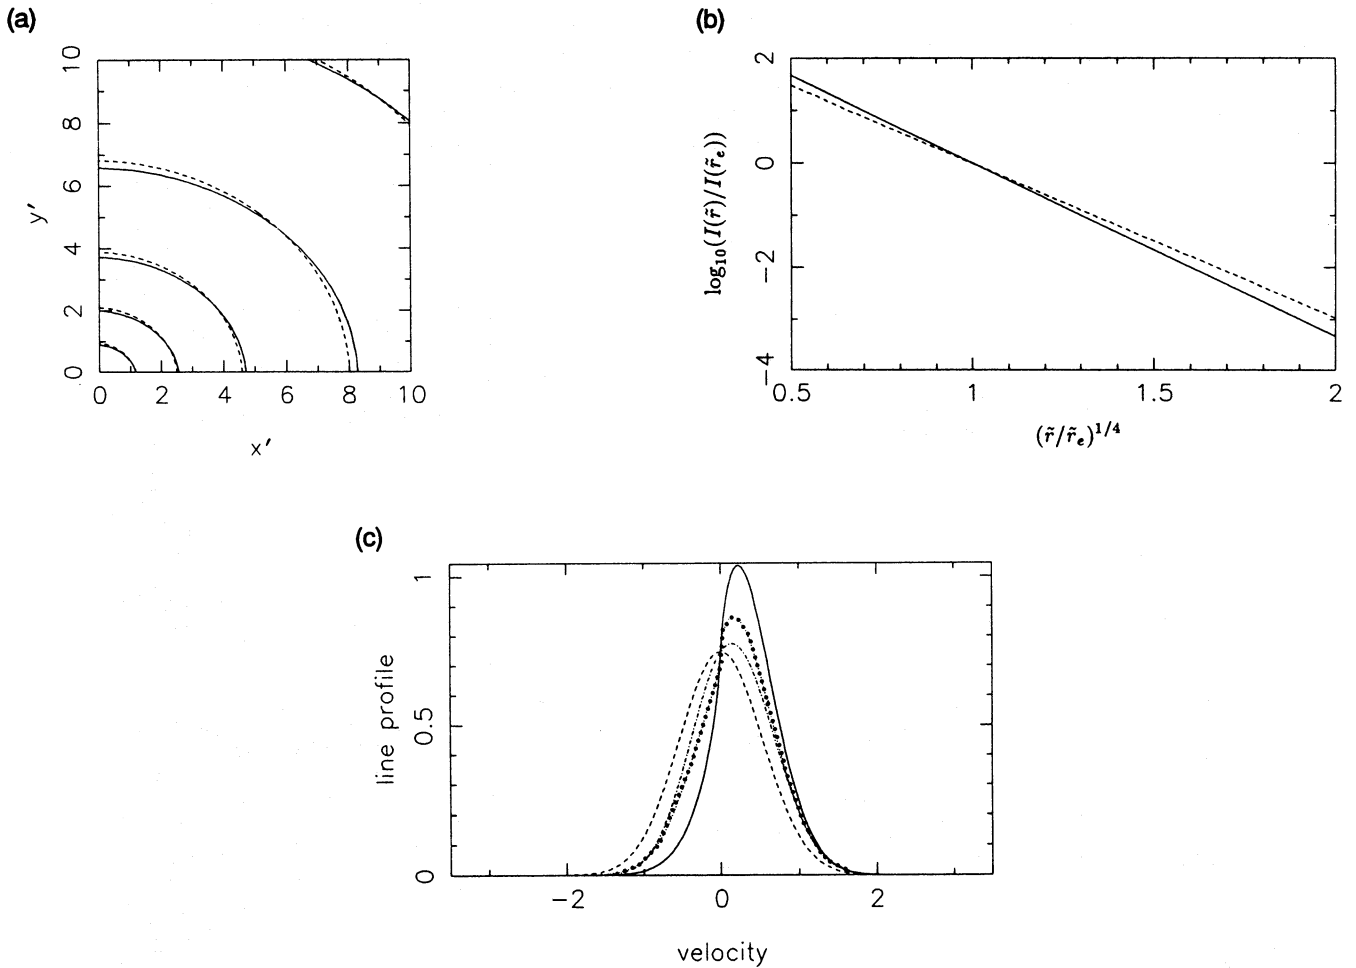 (a)
10
8
6
4
2
0
y′
0 2 4 6 8 10
x′
(b)
2
0
−2
−4
log₁₀(I(r̃)/I(r̃ₑ))
0.5 1 1.5 2
(r̃/r̃ₑ)^{1/4}
(c)
1
0.5
0
line profile
−2 0 2
velocity